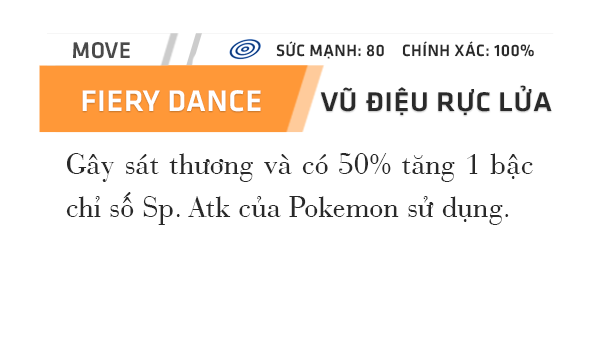 MOVE SỨC MẠNH: 80 CHÍNH XÁC: 100%
FIERY DANCE VŨ ĐIỆU RỰC LỬA
Gây sát thương và có 50% tăng 1 bậc
chỉ số Sp. Atk của Pokemon sử dụng.